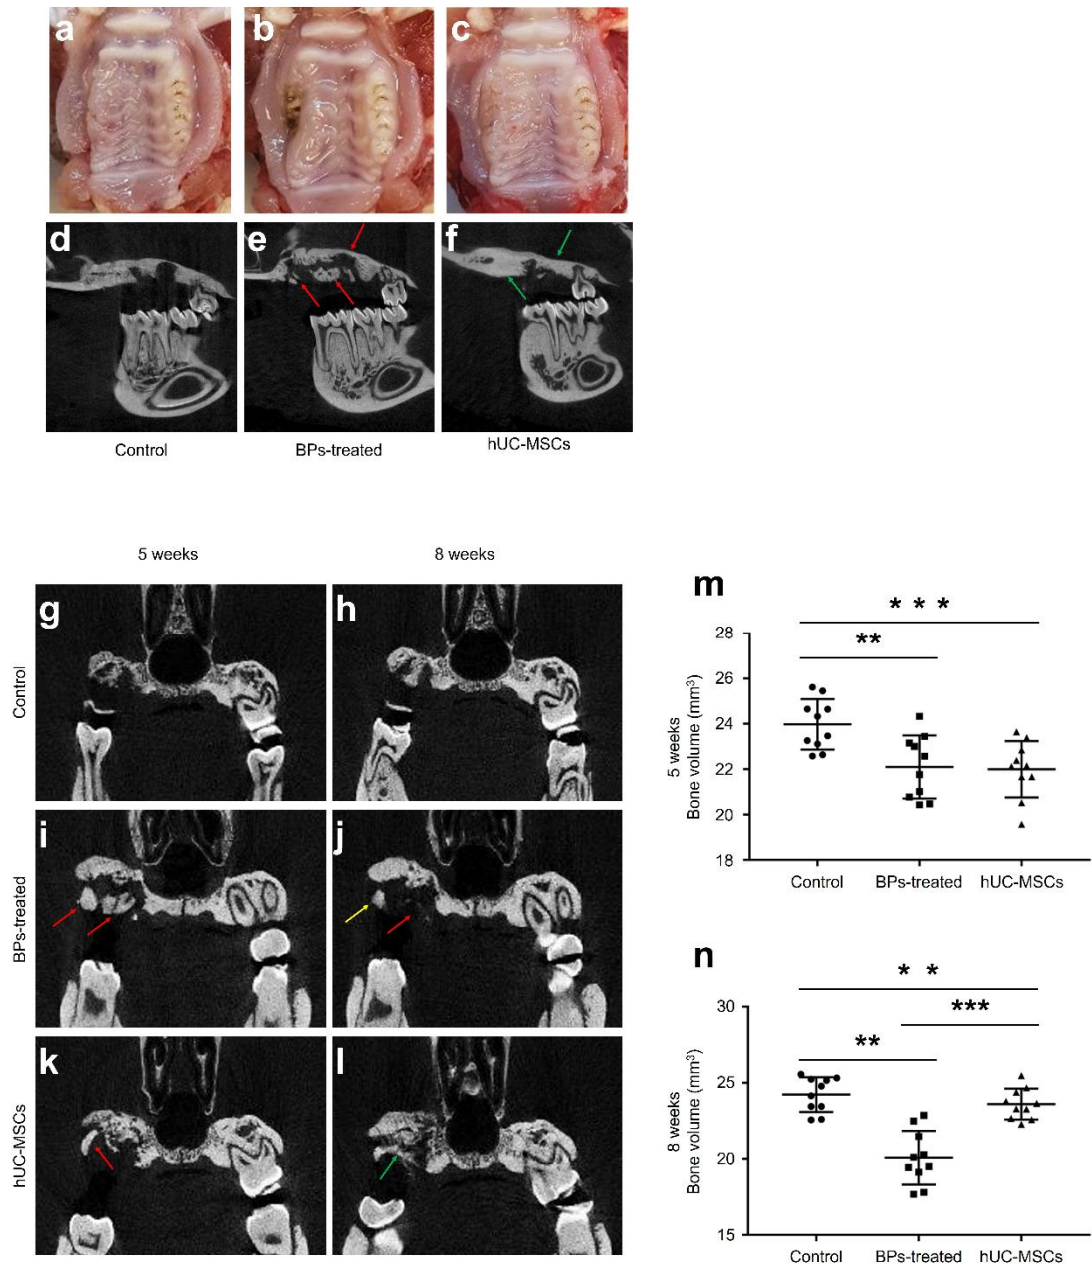 a b c
d e f
Control BPs-treated hUC-MSCs
5 weeks 8 weeks
Control
g h
BPs-treated
i j
hUC-MSCs
k l
m
* * *
**
5 weeks
Bone volume (mm³)
28
26
24
22
20
18
Control BPs-treated hUC-MSCs
n
* *
***
**
8 weeks
Bone volume (mm³)
30
25
20
15
Control BPs-treated hUC-MSCs